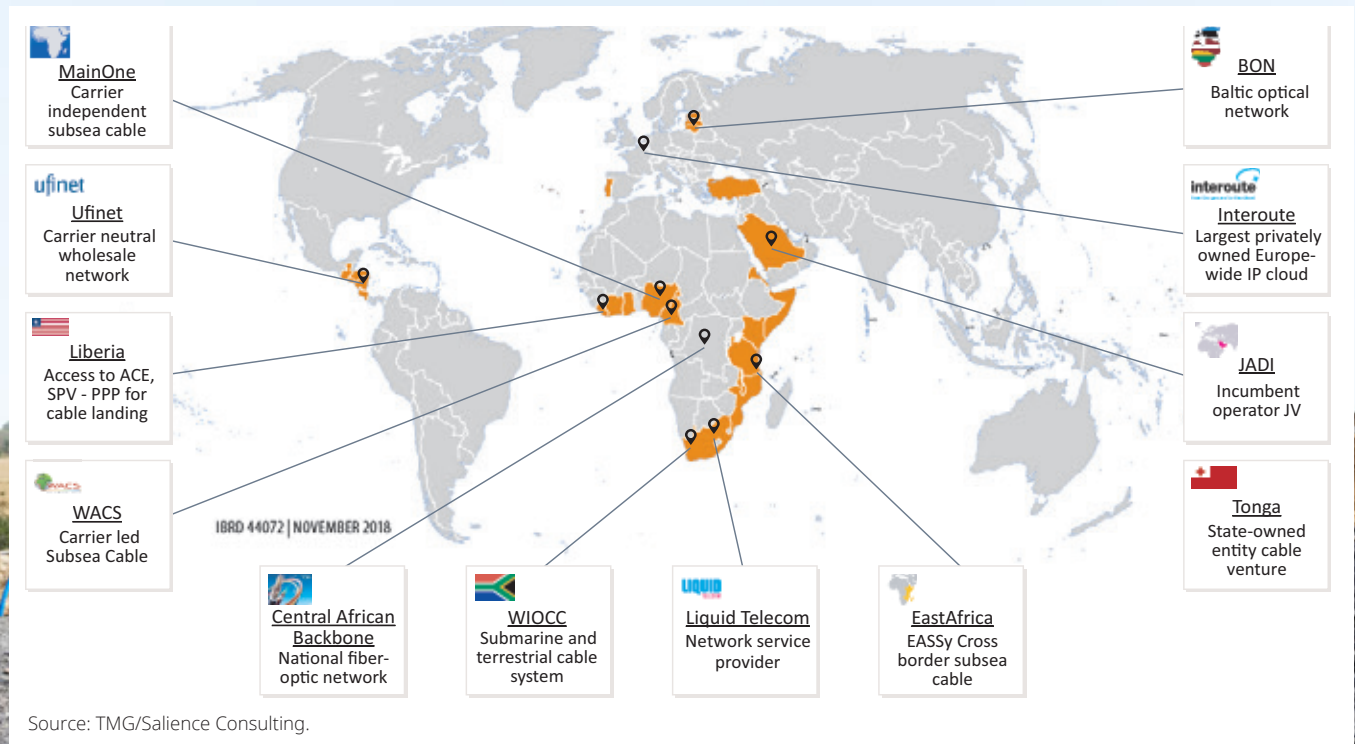 MainOne
Carrier
independent
subsea cable
ufinet
Ufinet
Carrier neutral
wholesale
network
Liberia
Access to ACE,
SPV - PPP for
cable landing
WACS
WACS
Carrier led
Subsea Cable
IBRD 44072 | NOVEMBER 2018
Central African
Backbone
National fiber-
optic network
WIOCC
Submarine and
terrestrial cable
system
LIQUID
Liquid Telecom
Network service
provider
EastAfrica
EASSy Cross
border subsea
cable
BON
Baltic optical
network
interoute
Interoute
Largest privately
owned Europe-
wide IP cloud
JADI
Incumbent
operator JV
Tonga
State-owned
entity cable
venture
Source: TMG/Salience Consulting.